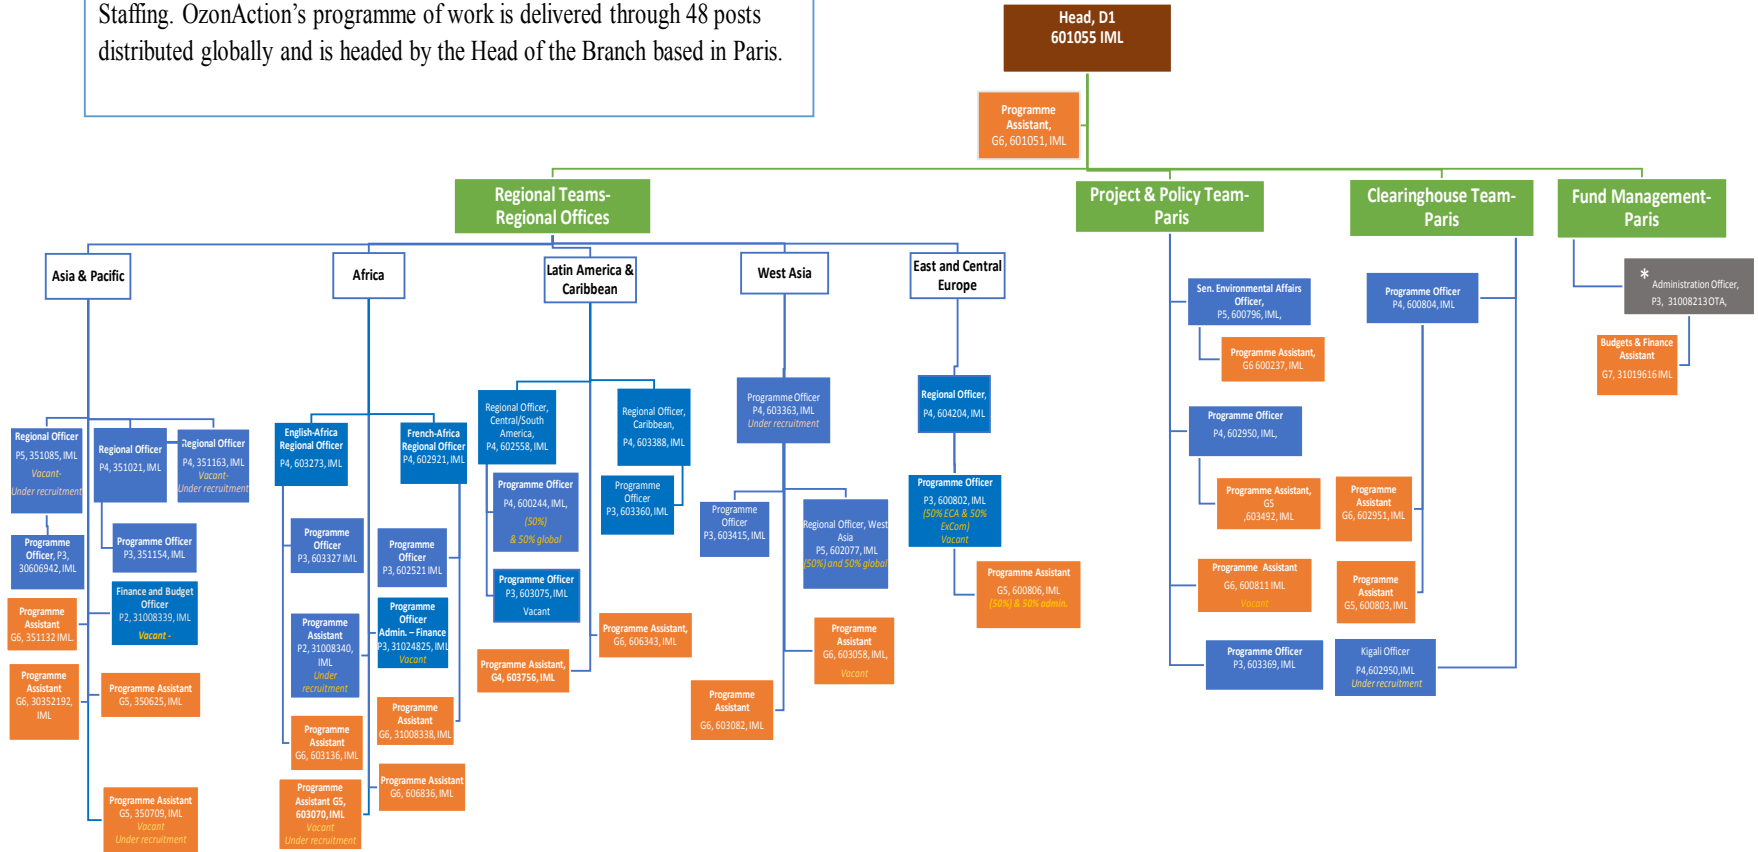 Staffing. OzonAction's programme of work is delivered through 48 posts
distributed globally and is headed by the Head of the Branch based in Paris.
Head, D1
601055 IML
Programme
Assistant,
G6, 601051, IML
Regional Teams-
Regional Offices
Project & Policy Team-
Paris
Clearinghouse Team-
Paris
Fund Management-
Paris
Asia & Pacific
Africa
Latin America &
Caribbean
West Asia
East and Central
Europe
Regional Officer
P5, 351085, IML
Vacant-
Under recruitment
Regional Officer
P4, 351021, IML
Regional Officer
P4, 351163, IML
Vacant-
Under recruitment
Programme
Officer, P3,
30606942, IML
Programme Officer
P3, 351154, IML
Finance and Budget
Officer
P2, 31008339, IML
Vacant -
Programme
Assistant
G6, 351132 IML.
Programme
Assistant
G6, 30352192,
IML
Programme Assistant
G5, 350625, IML
Programme Assistant
G5, 350709, IML
Vacant
Under recruitment
English-Africa
Regional Officer
P4, 603273, IML
French-Africa
Regional Officer
P4, 602921, IML
Programme
Officer
P3, 603327 IML
Programme
Officer
P3, 602521 IML
Programme
Assistant
P2, 31008340,
IML
Under
recruitment
Programme
Officer
Admin. – Finance
P3, 31024825, IML
Vacant
Programme
Assistant
G6, 31008338, IML
Programme
Assistant
G6, 603136, IML
Programme Assistant
G6, 606836, IML
Programme
Assistant G5,
603070, IML
Vacant
Under recruitment
Regional Officer,
Central/South
America,
P4, 602558, IML
Regional Officer,
Caribbean,
P4, 603388, IML
Programme Officer
P4, 600244, IML,
(50%)
& 50% global
Programme
Officer
P3, 603360, IML
Programme Officer
P3, 603075, IML
Vacant
Programme Assistant,
G6, 606343, IML
Programme Assistant,
G4, 603756, IML
Programme Officer
P4, 603363, IML
Under recruitment
Programme
Officer
P3, 603415, IML
Regional Officer, West
Asia
P5, 602077, IML
(50%) and 50% global
Programme
Assistant
G6, 603058, IML,
Vacant
Programme
Assistant
G6, 603082, IML
Regional Officer,
P4, 604204, IML
Programme Officer
P3, 600802, IML
(50% ECA & 50%
ExCom)
Vacant
Programme Assistant
G5, 600806, IML
(50%) & 50% admin.
Sen. Environmental Affairs
Officer,
P5, 600796, IML,
Programme Assistant,
G6 600237, IML
Programme Officer
P4, 602950, IML,
Programme Assistant,
G5
,603492, IML
Programme Assistant
G6, 600811 IML
Vacant
Programme Officer
P3, 603369, IML
Programme Officer
P4, 600804, IML
Programme
Assistant
G6, 602951, IML
Programme
Assistant
G5, 600803, IML
Kigali Officer
P4,602950, IML
Under recruitment
*
Administration Officer,
P3, 31008213 OTA,
Budgets & Finance
Assistant
G7, 31019616 IML